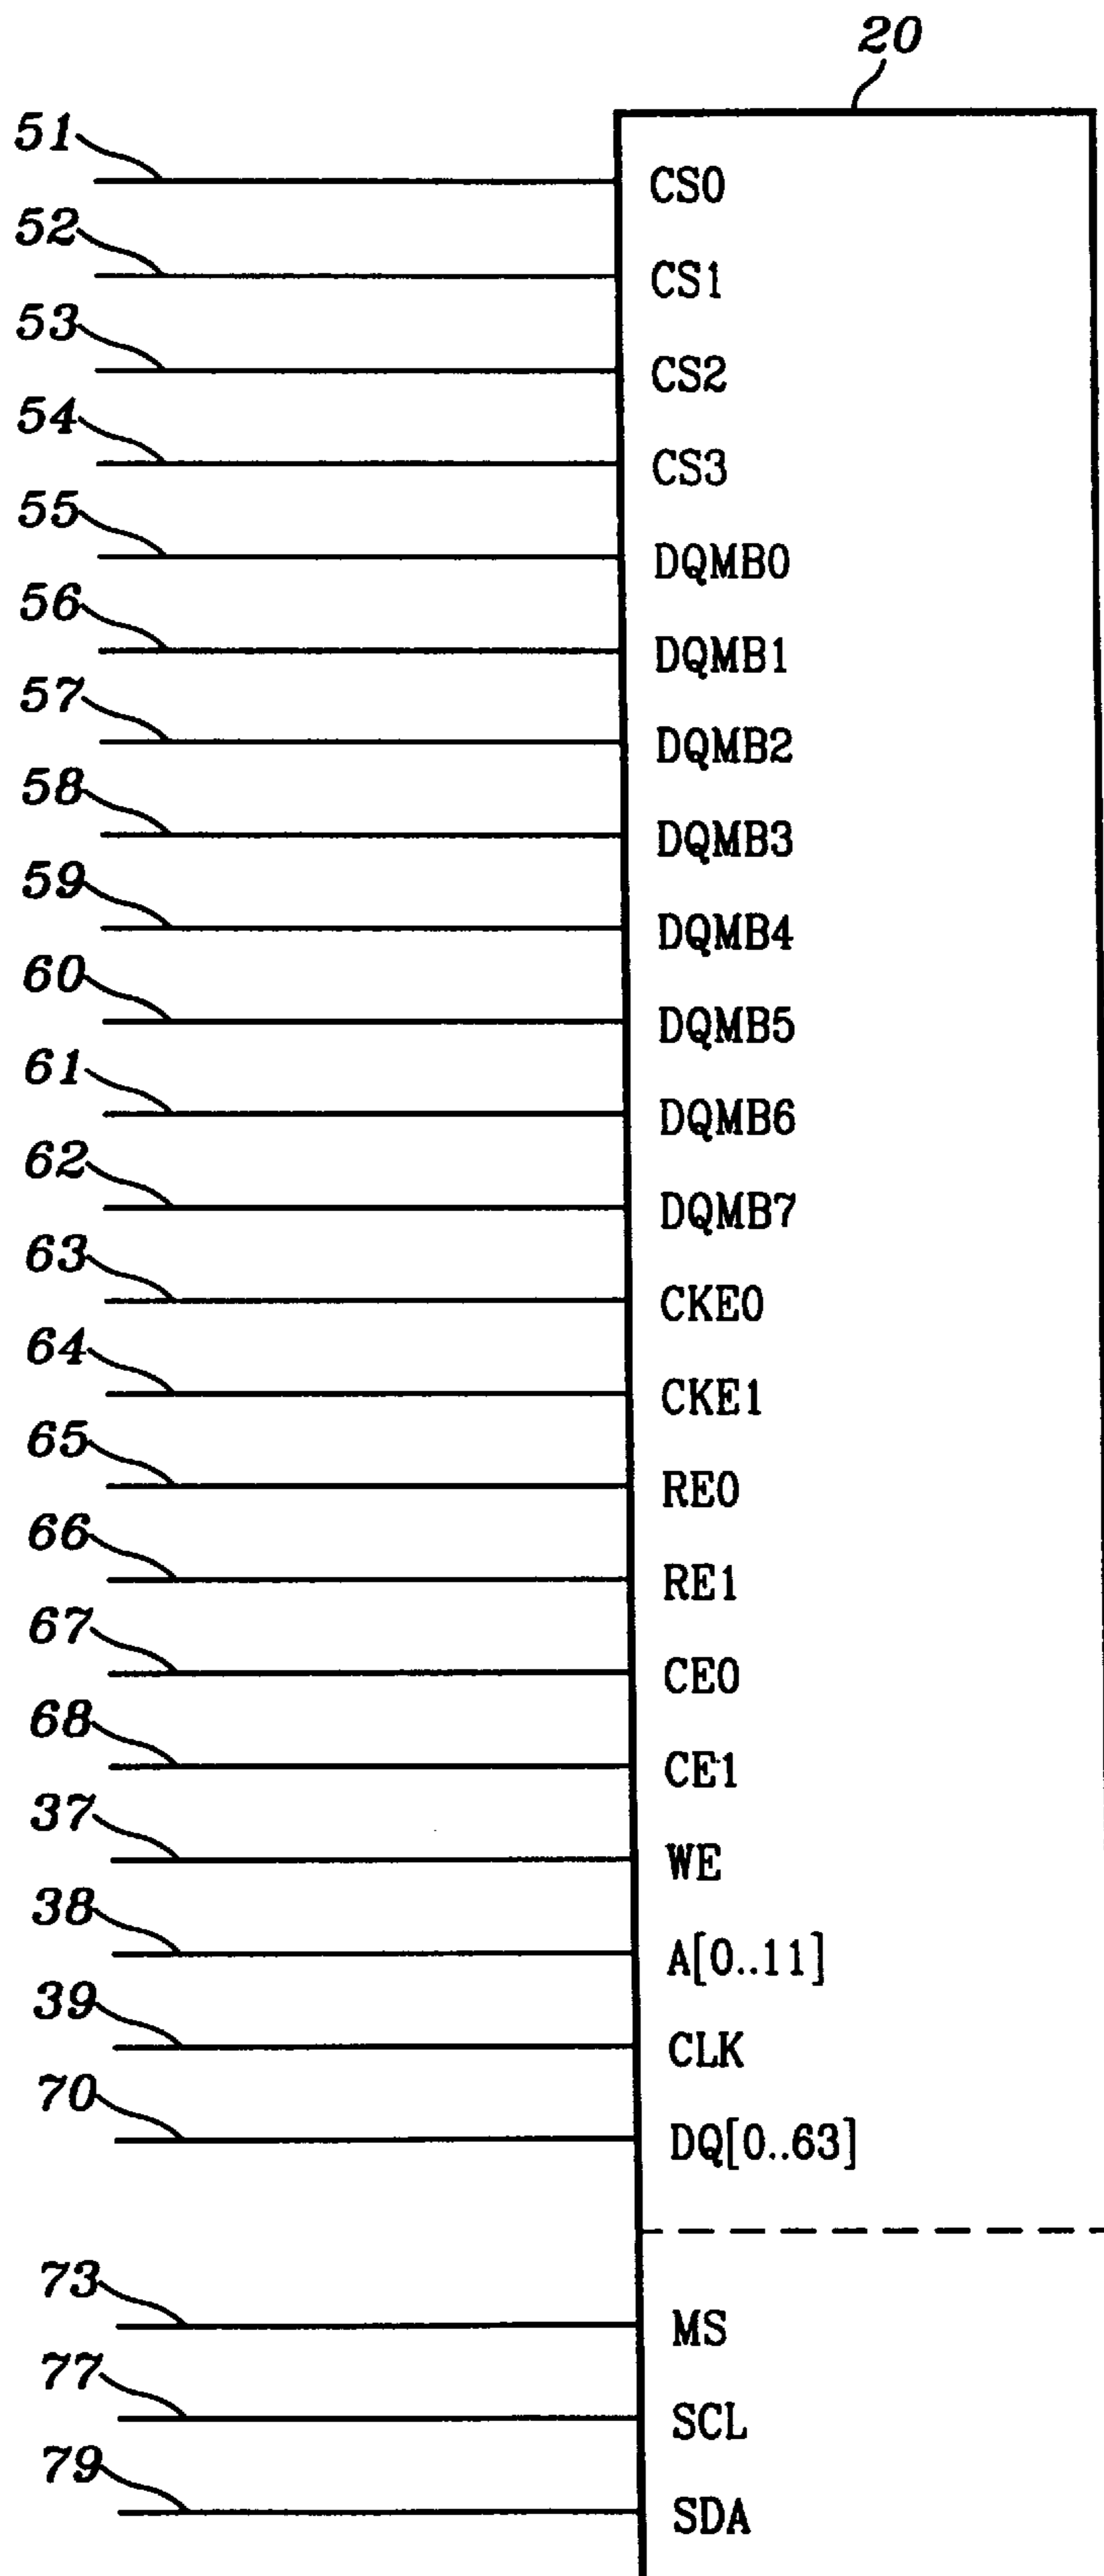 20
51 CS0
52 CS1
53 CS2
54 CS3
55 DQMB0
56 DQMB1
57 DQMB2
58 DQMB3
59 DQMB4
60 DQMB5
61 DQMB6
62 DQMB7
63 CKE0
64 CKE1
65 RE0
66 RE1
67 CE0
68 CE1
37 WE
38 A[0..11]
39 CLK
70 DQ[0..63]
73 MS
77 SCL
79 SDA